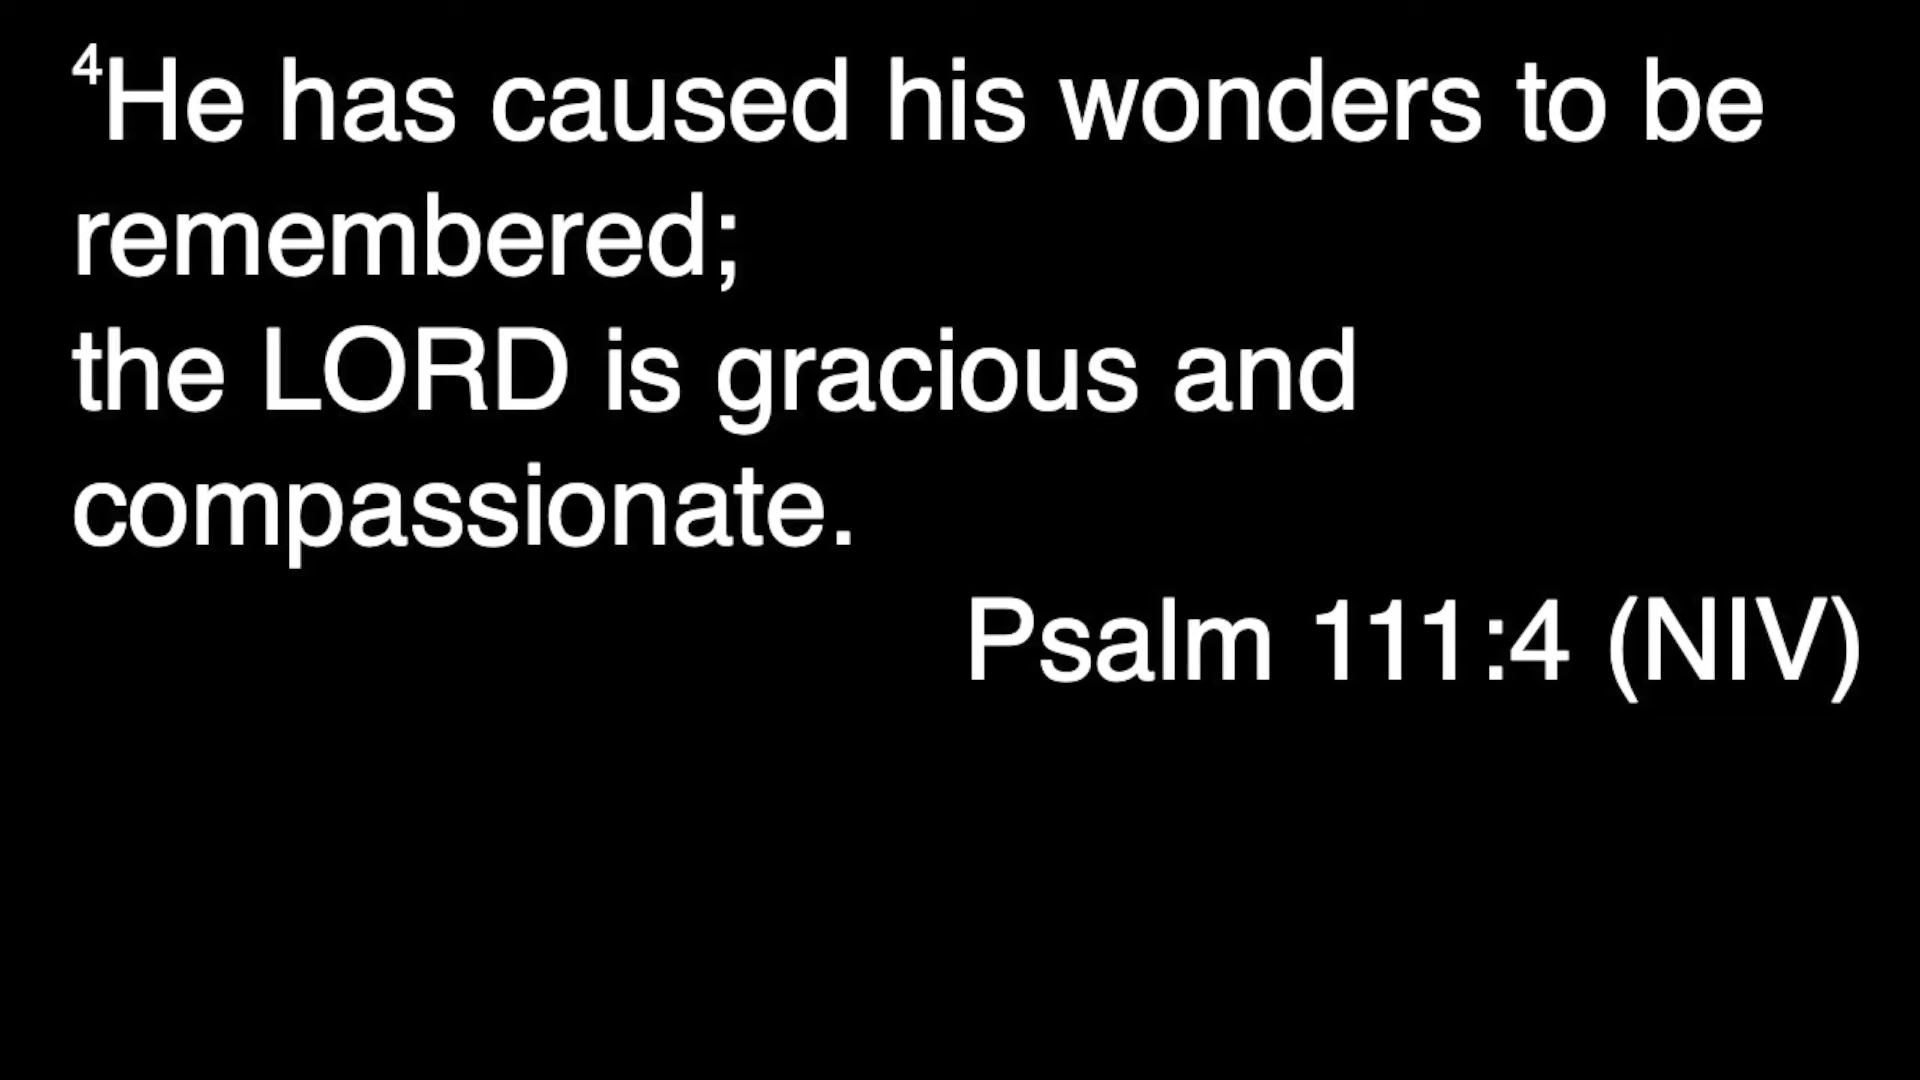 ⁴He has caused his wonders to be
remembered;
the LORD is gracious and
compassionate.
Psalm 111:4 (NIV)